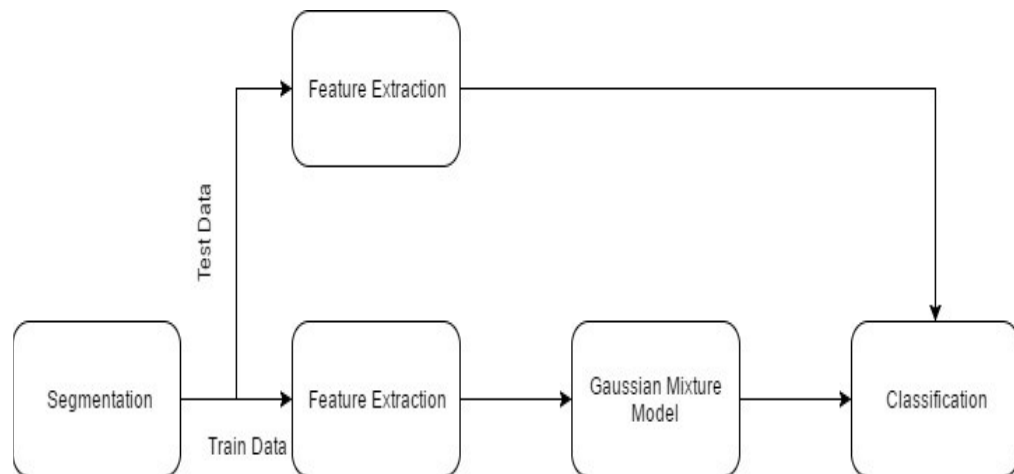 Feature Extraction
Test Data
Segmentation
Train Data
Feature Extraction
Gaussian Mixture
Model
Classification